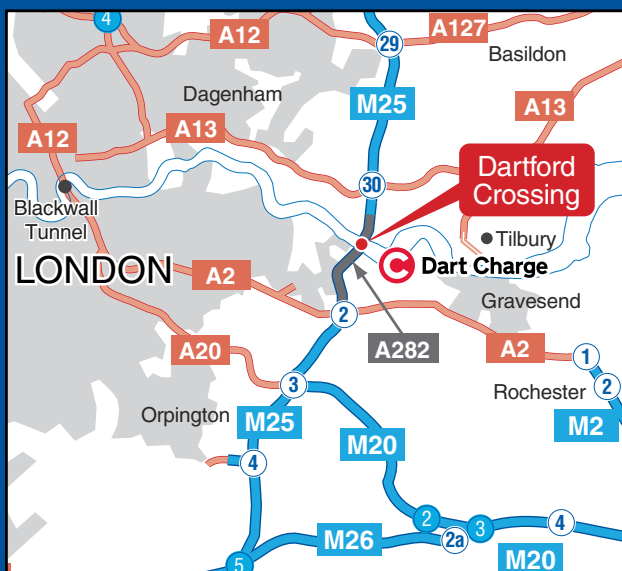 4
A12
29
A127
Basildon
Dagenham
M25
A13
A12
A13
30
Dartford
Crossing
Blackwall
Tunnel
Tilbury
C Dart Charge
LONDON
A2
Gravesend
2
A282
A2
1
A20
3
Rochester
2
Orpington
M25
M2
M20
4
2
3
4
2a
M26
5
M20